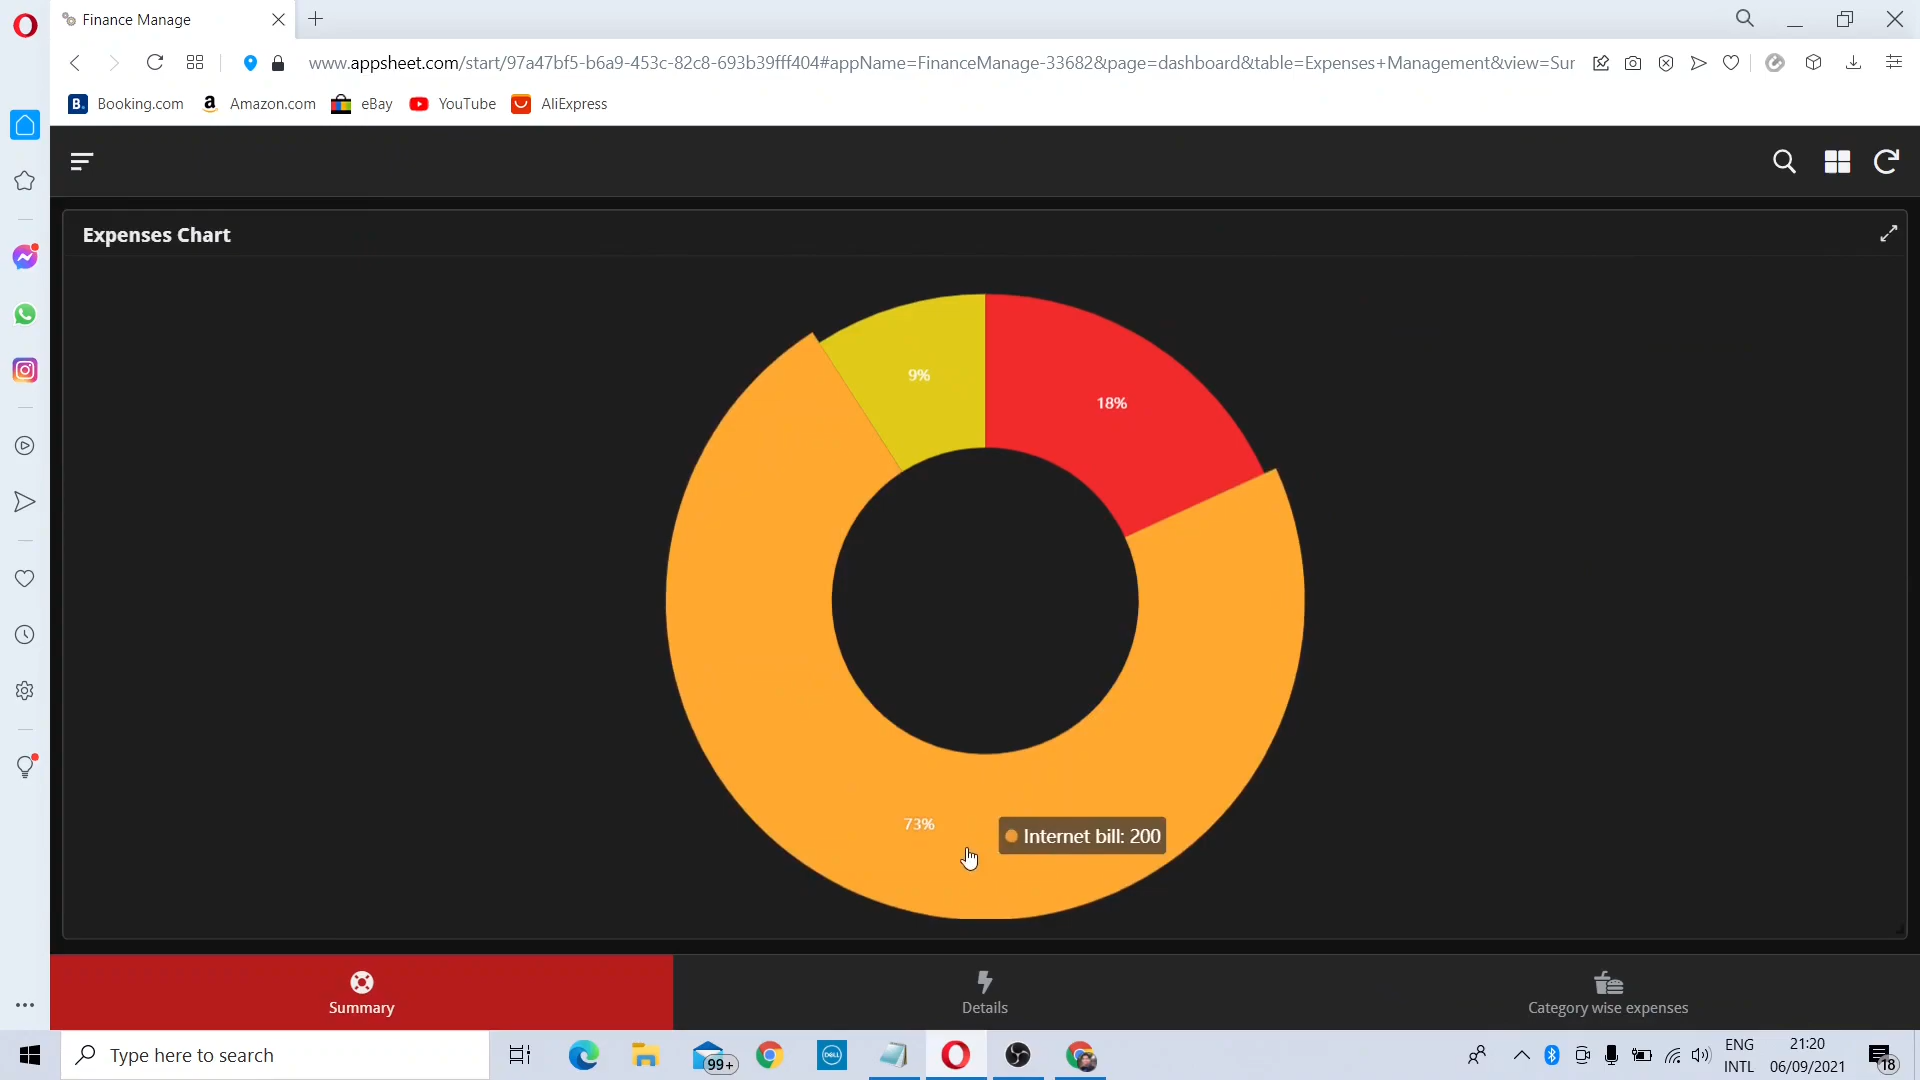 Finance Manage
www.appsheet.com/start/97a47bf5-b6a9-453c-82c8-693b39fff404#appName=FinanceManage-33682&page=dashboard&table=Expenses+Management&view=Sur
B. Booking.com a Amazon.com eBay YouTube AliExpress
Expenses Chart
9%
18%
73%
Internet bill: 200
Summary
Details
Category wise expenses
Type here to search
99+
DELL
ENG
INTL
21:20
06/09/2021
18